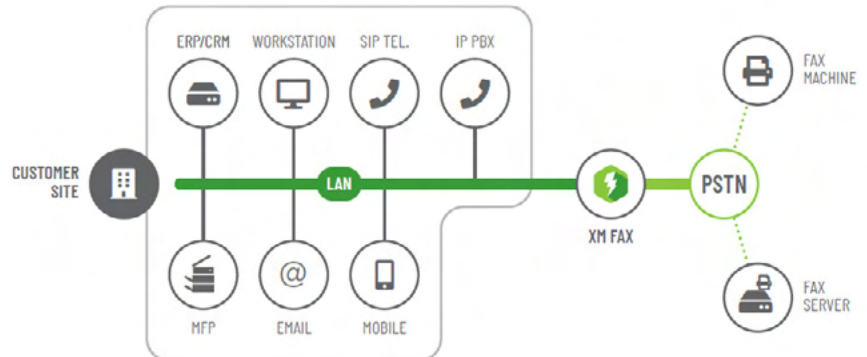 ERP/CRM
WORKSTATION
SIP TEL.
IP PBX
FAX
MACHINE
CUSTOMER
SITE
LAN
PSTN
XM FAX
@
MFP
EMAIL
MOBILE
FAX
SERVER